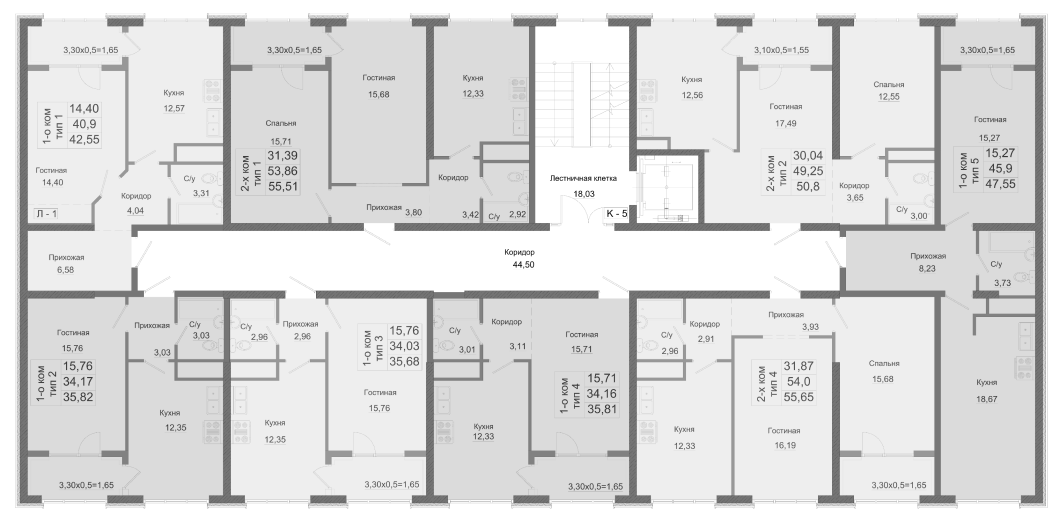 3,30x0,5=1,65
Кухня
12,57
1-о ком
тип 1
14,40
40,9
42,55
Гостиная
14,40
С/у
3,31
Коридор
4,04
Л - 1
Прихожая
6,58
3,30x0,5=1,65
Гостиная
15,68
Кухня
12,33
Спальня
15,71
2-х ком
тип 1
31,39
53,86
55,51
Коридор
3,42
Прихожая
3,80
С/у
2,92
Лестничная клетка
18,03
К - 5
Коридор
44,50
Кухня
12,56
3,10x0,5=1,55
Гостиная
17,49
Спальня
12,55
2-х ком
тип 2
30,04
49,25
50,8
Коридор
3,65
С/у
3,00
3,30x0,5=1,65
Гостиная
15,27
1-о ком
тип 5
15,27
45,9
47,55
Прихожая
8,23
С/у
3,73
Кухня
18,67
Гостиная
15,76
1-о ком
тип 2
15,76
34,17
35,82
Прихожая
3,03
С/у
3,03
Кухня
12,35
3,30x0,5=1,65
С/у
2,96
Прихожая
2,96
1-о ком
тип 3
15,76
34,03
35,68
Гостиная
15,76
Кухня
12,35
3,30x0,5=1,65
С/у
3,01
Коридор
3,11
Гостиная
15,71
1-о ком
тип 4
15,71
34,16
35,81
Кухня
12,33
3,30x0,5=1,65
С/у
2,96
Коридор
2,91
Прихожая
3,93
2-х ком
тип 4
31,87
54,0
55,65
Спальня
15,68
Кухня
12,33
Гостиная
16,19
3,30x0,5=1,65